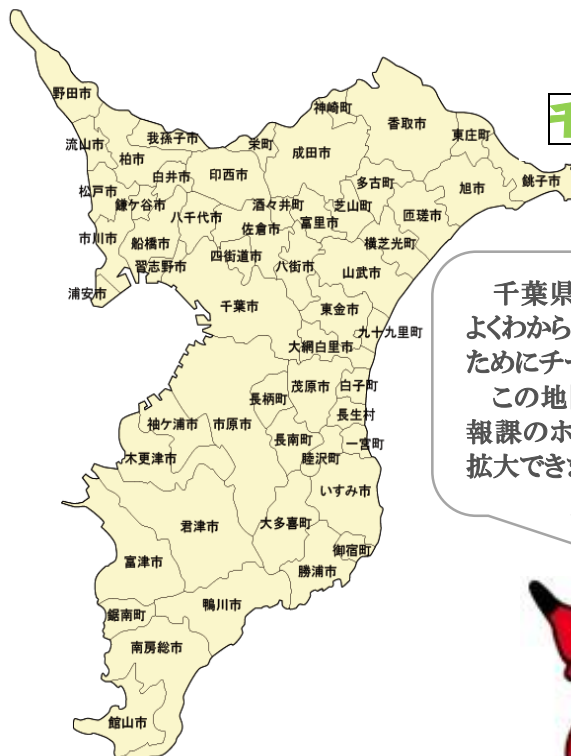 野田市
流山市
柏市
我孫子市
松戸市
鎌ケ谷市
白井市
印西市
栄町
成田市
神崎町
香取市
東庄町
銚子市
旭市
匝瑳市
多古町
芝山町
横芝光町
富里市
酒々井町
佐倉市
八千代市
船橋市
市川市
浦安市
習志野市
四街道市
八街市
山武市
千葉市
東金市
九十九里町
大網白里市
茂原市
白子町
長柄町
長生村
一宮町
長南町
睦沢町
市原市
袖ケ浦市
木更津市
いすみ市
君津市
大多喜町
御宿町
勝浦市
富津市
鴨川市
鋸南町
南房総市
館山市
千葉県
よくわから
ためにチー
この地
報課のホ
拡大でき